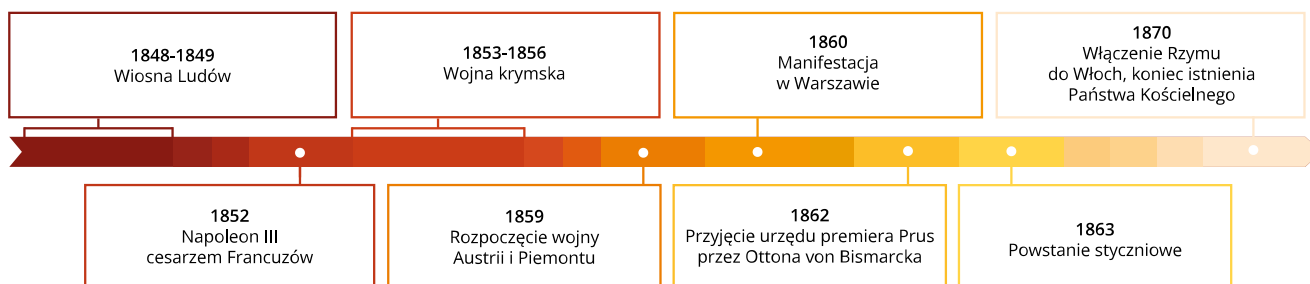 1848-1849
Wiosna Ludów
1853-1856
Wojna krymska
1860
Manifestacja
w Warszawie
1870
Włączenie Rzymu
do Włoch, koniec istnienia
Państwa Kościelnego
1852
Napoleon III
cesarzem Francuzów
1859
Rozpoczęcie wojny
Austrii i Piemontu
1862
Przyjęcie urzędu premiera Prus
przez Ottona von Bismarcka
1863
Powstanie styczniowe